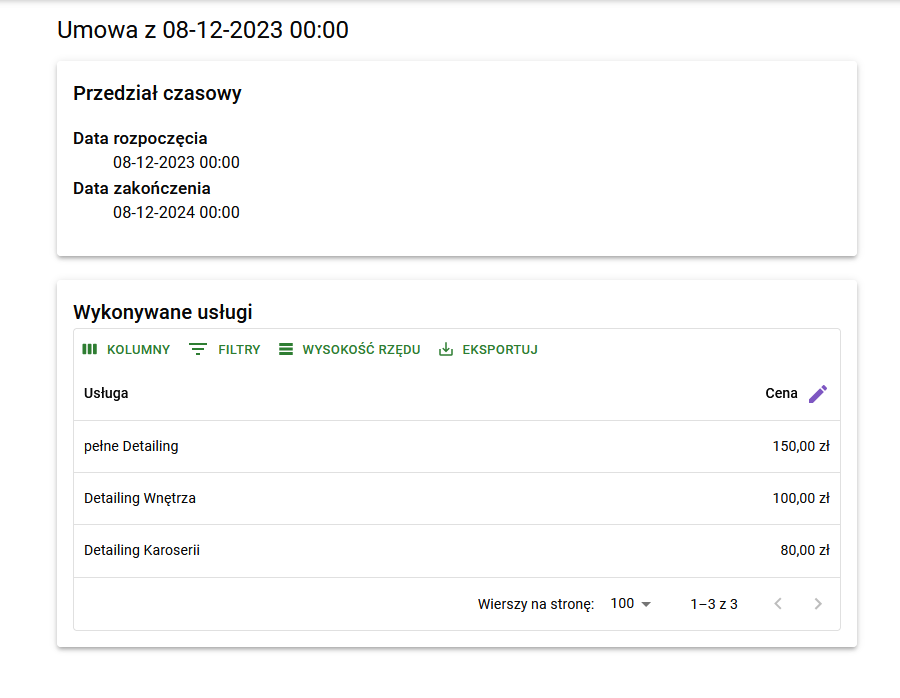 Umowa z 08-12-2023 00:00
Przedział czasowy
Data rozpoczęcia
08-12-2023 00:00
Data zakończenia
08-12-2024 00:00
Wykonywane usługi
KOLUMNY FILTRY WYSOKOŚĆ RZĘDU EKSPORTUJ
Usługa Cena
pełne Detailing 150,00 zł
Detailing Wnętrza 100,00 zł
Detailing Karoserii 80,00 zł
Wierszy na stronę: 100 1–3 z 3